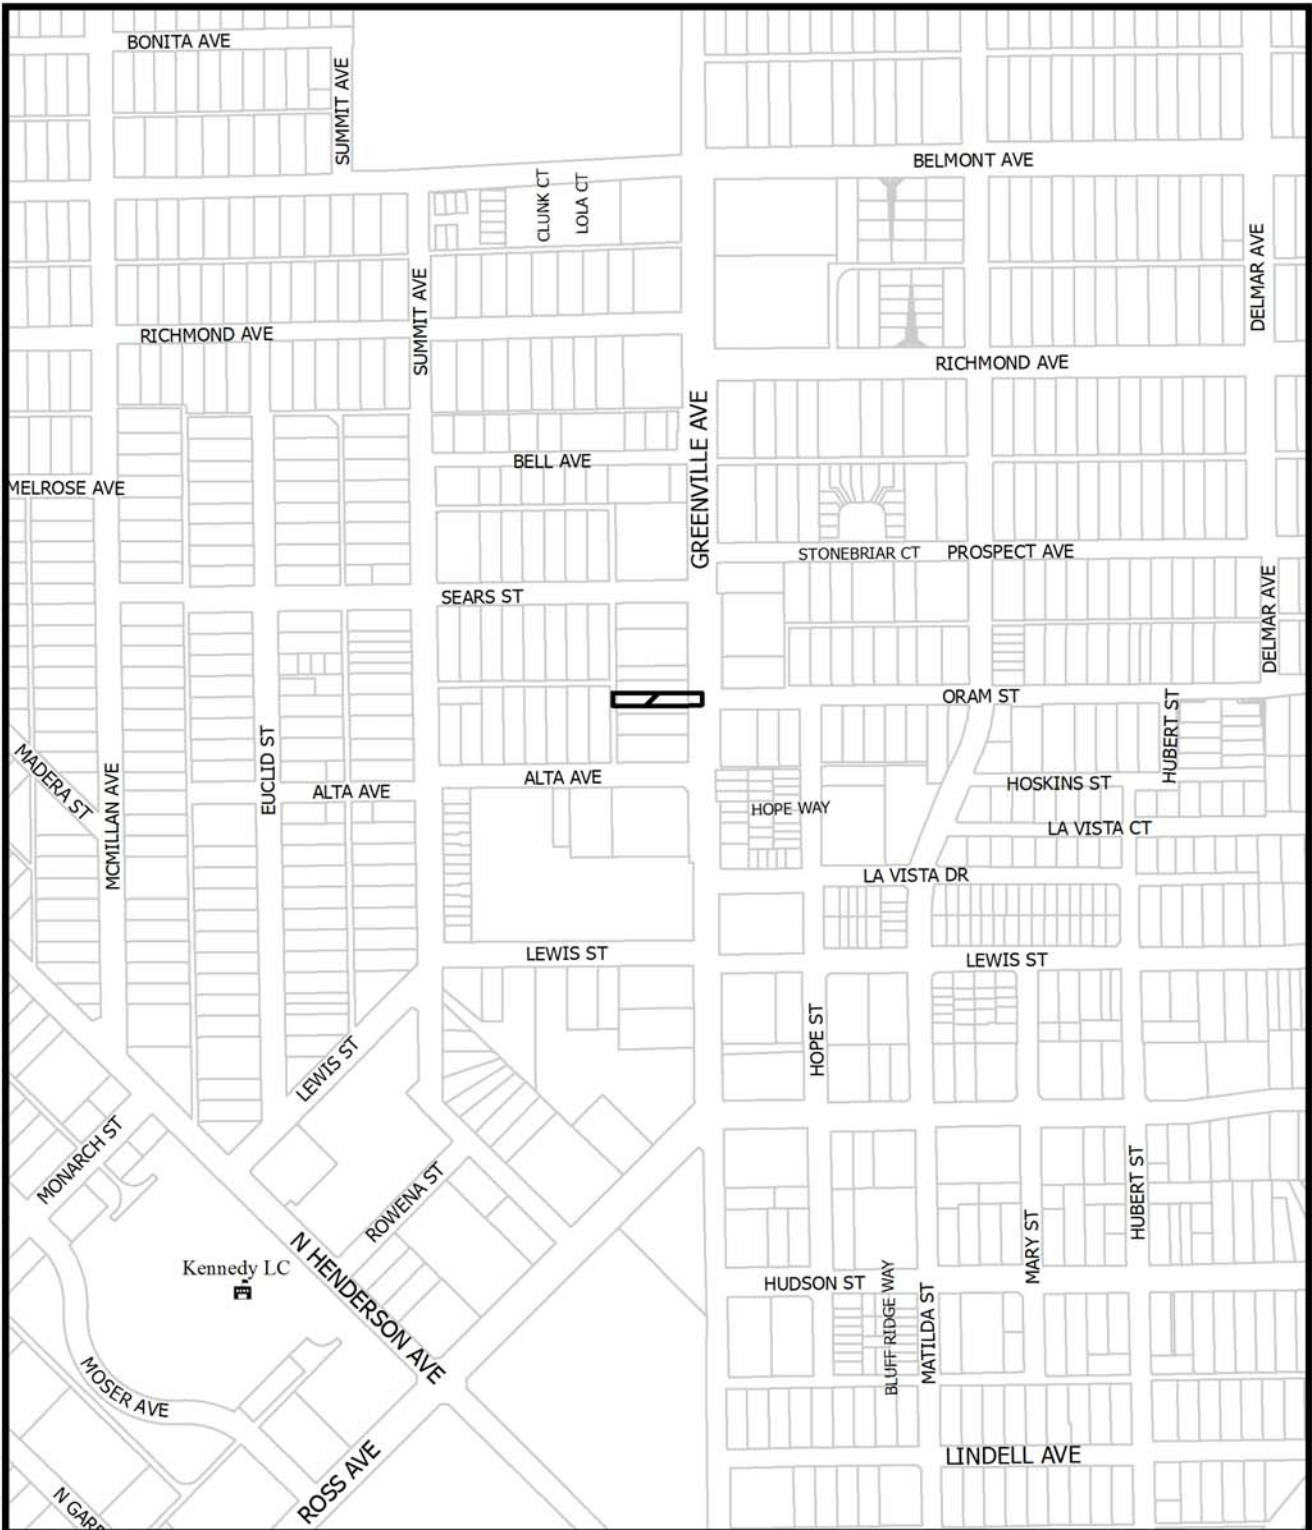 BONITA AVE
SUMMIT AVE
BELMONT AVE
CLUNK CT
LOLA CT
DELMAR AVE
SUMMIT AVE
RICHMOND AVE
RICHMOND AVE
GREENVILLE AVE
BELL AVE
MELROSE AVE
STONEBRIAR CT
PROSPECT AVE
SEARS ST
DELMAR AVE
ORAM ST
HUBERT ST
MADERA ST
MCMILLAN AVE
EUCLID ST
ALTA AVE
ALTA AVE
HOSKINS ST
HOPE WAY
LA VISTA CT
LA VISTA DR
LEWIS ST
LEWIS ST
HOPE ST
LEWIS ST
MONARCH ST
ROWENA ST
HUBERT ST
MARY ST
N HENDERSON AVE
Kennedy LC
HUDSON ST
BLUFF RIDGE WAY
MATILDA ST
MOSER AVE
LINDELL AVE
ROSS AVE